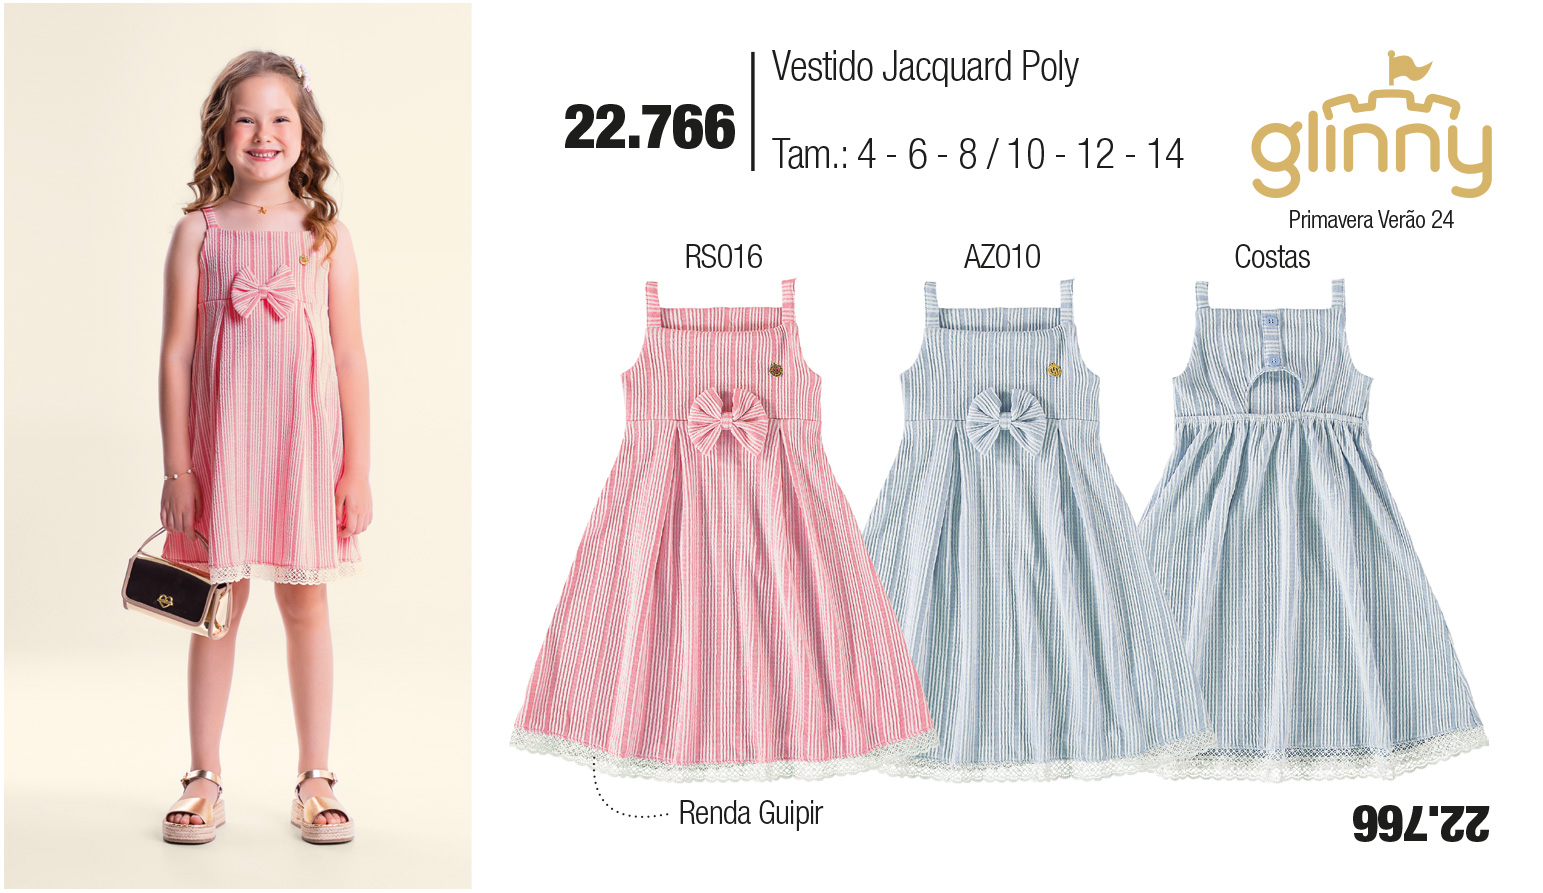 22.766
Vestido Jacquard Poly
Tam.: 4 - 6 - 8 / 10 - 12 - 14
glinny
Primavera Verão 24
RS016
AZ010
Costas
Renda Guipir
22.766